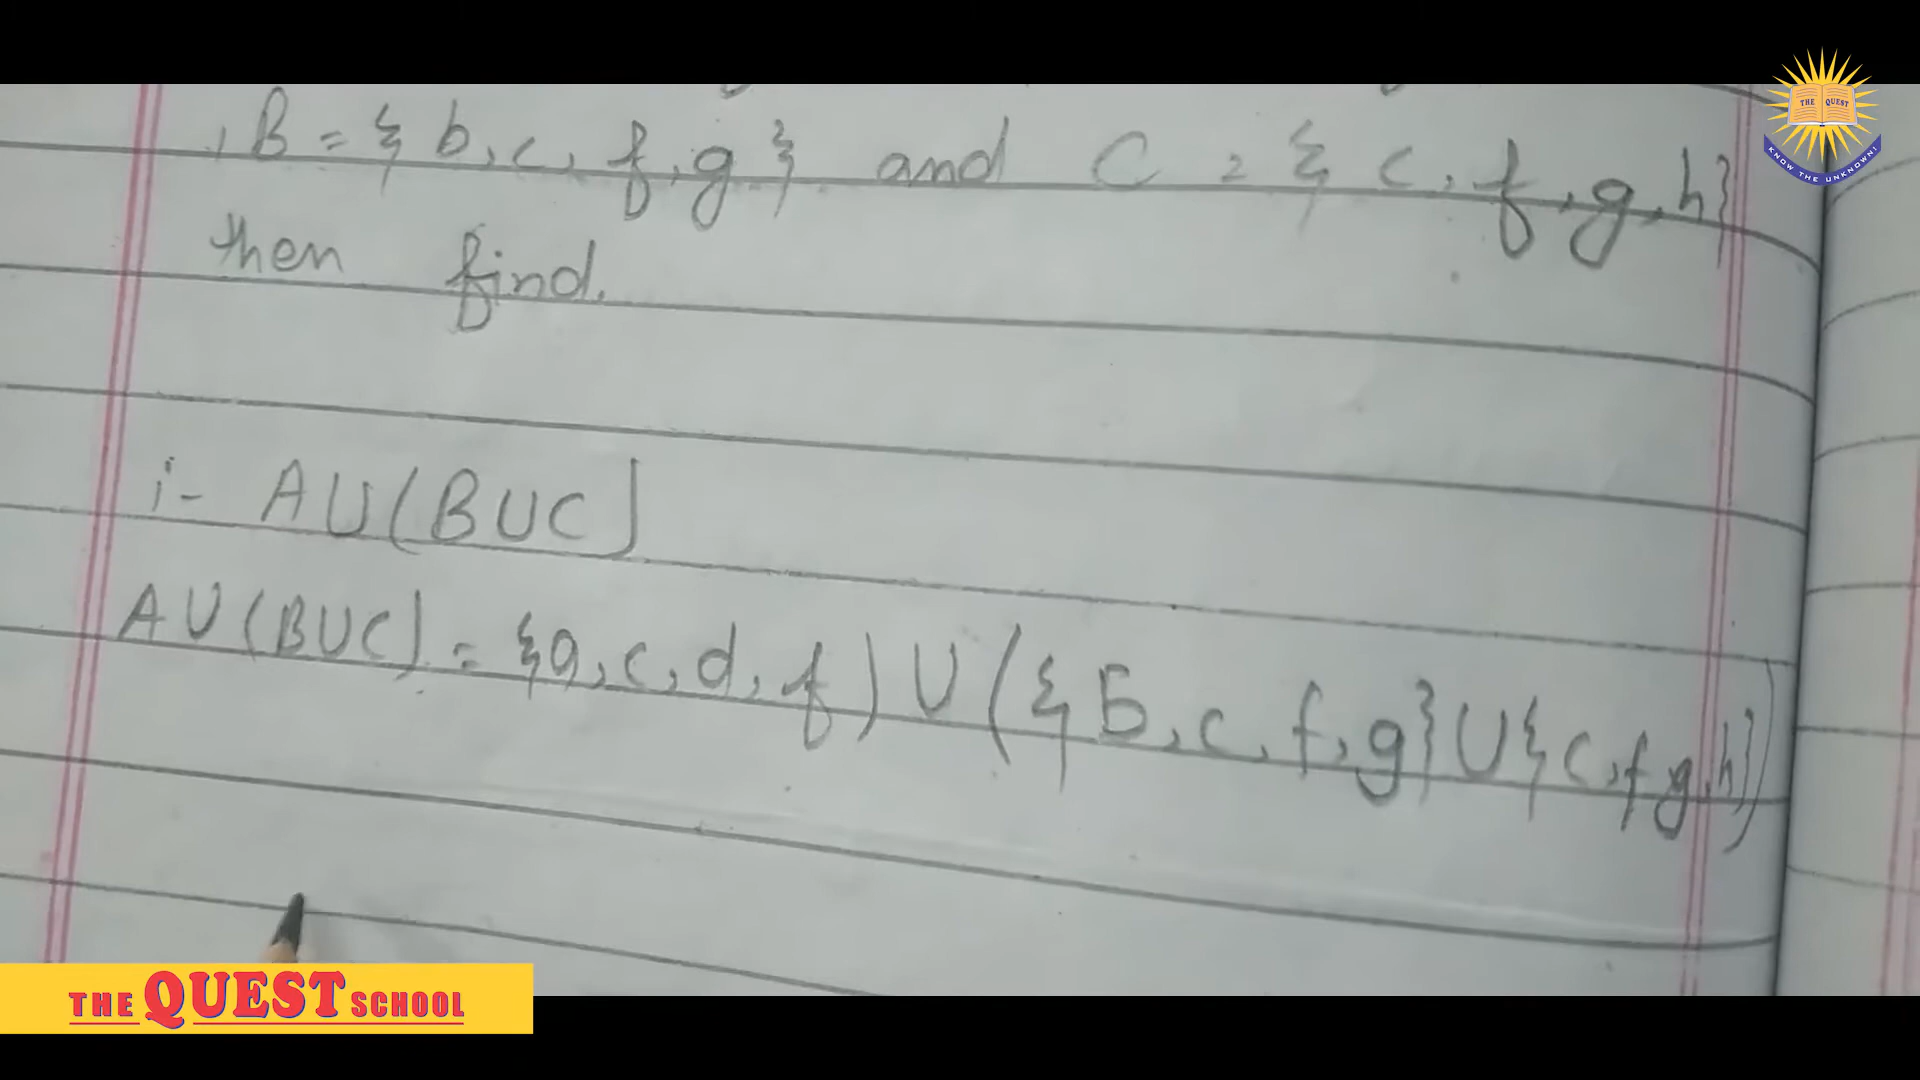 , B = { b, c, f, g } and C = { c, f, g, h}
then find.
i- A∪(B∪C)
A∪(B∪C) = {a, c, d, f) ∪ ({ b, c, f, g} ∪ {c, f, g, h})
THE QUEST
KNOW THE UNKNOWN!
THE QUEST SCHOOL